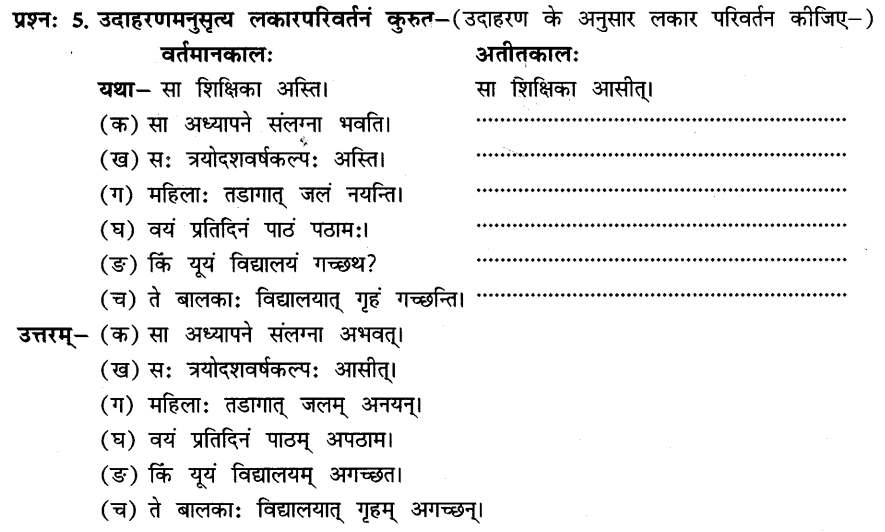 प्रश्नः 5. उदाहरणमनुसृत्य लकारपरिवर्तनं कुरुत–(उदाहरण के अनुसार लकार परिवर्तन कीजिए–)
वर्तमानकालः अतीतकालः
यथा– सा शिक्षिका अस्ति। सा शिक्षिका आसीत्।
(क) सा अध्यापने संलग्ना भवति। ....................................................
(ख) सः त्रयोदशवर्षकल्पः अस्ति। ....................................................
(ग) महिलाः तडागात् जलं नयन्ति। ....................................................
(घ) वयं प्रतिदिनं पाठं पठामः। ....................................................
(ङ) किं यूयं विद्यालयं गच्छथ? ....................................................
(च) ते बालकाः विद्यालयात् गृहं गच्छन्ति। ....................................................
उत्तरम्– (क) सा अध्यापने संलग्ना अभवत्।
(ख) सः त्रयोदशवर्षकल्पः आसीत्।
(ग) महिलाः तडागात् जलम् अनयन्।
(घ) वयं प्रतिदिनं पाठम् अपठाम।
(ङ) किं यूयं विद्यालयम् अगच्छत।
(च) ते बालकाः विद्यालयात् गृहम् अगच्छन्।